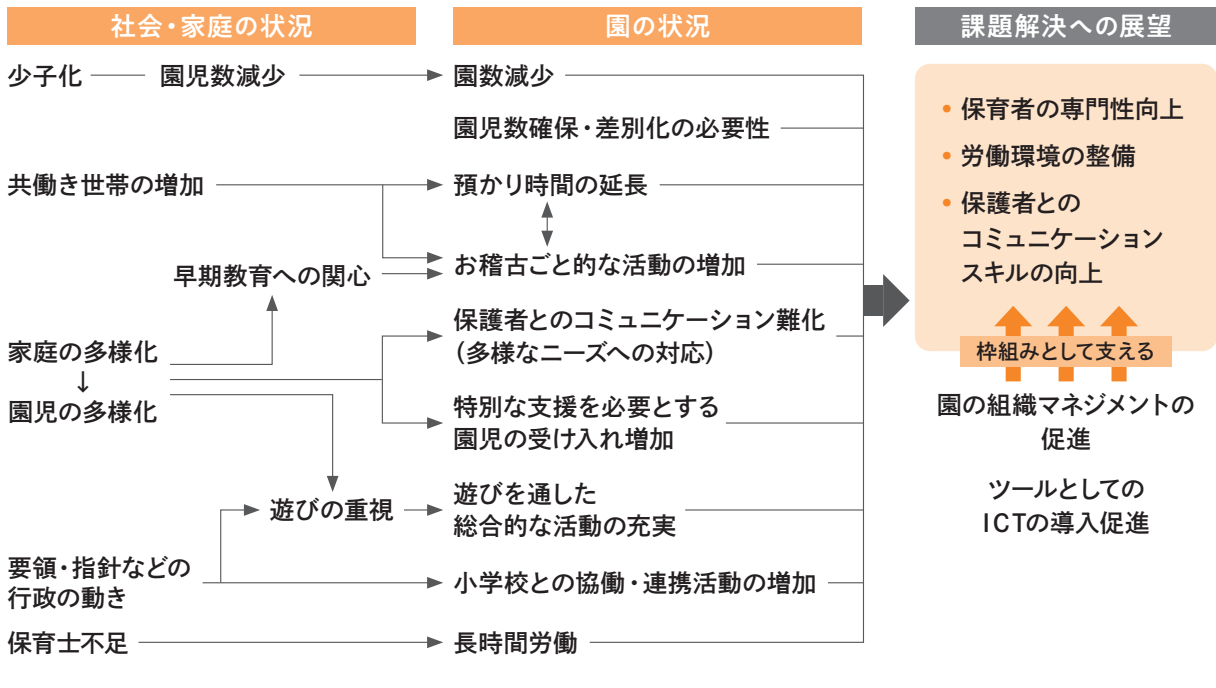 社会・家庭の状況
少子化
園児数減少
共働き世帯の増加
早期教育への関心
家庭の多様化
↓
園児の多様化
遊びの重視
要領・指針などの
行政の動き
保育士不足
園の状況
園数減少
園児数確保・差別化の必要性
預かり時間の延長
お稽古ごと的な活動の増加
保護者とのコミュニケーション難化
(多様なニーズへの対応)
特別な支援を必要とする
園児の受け入れ増加
遊びを通した
総合的な活動の充実
小学校との協働・連携活動の増加
長時間労働
課題解決への展望
• 保育者の専門性向上
• 労働環境の整備
• 保護者との
コミュニケーション
スキルの向上
枠組みとして支える
園の組織マネジメントの
促進
ツールとしての
ICTの導入促進